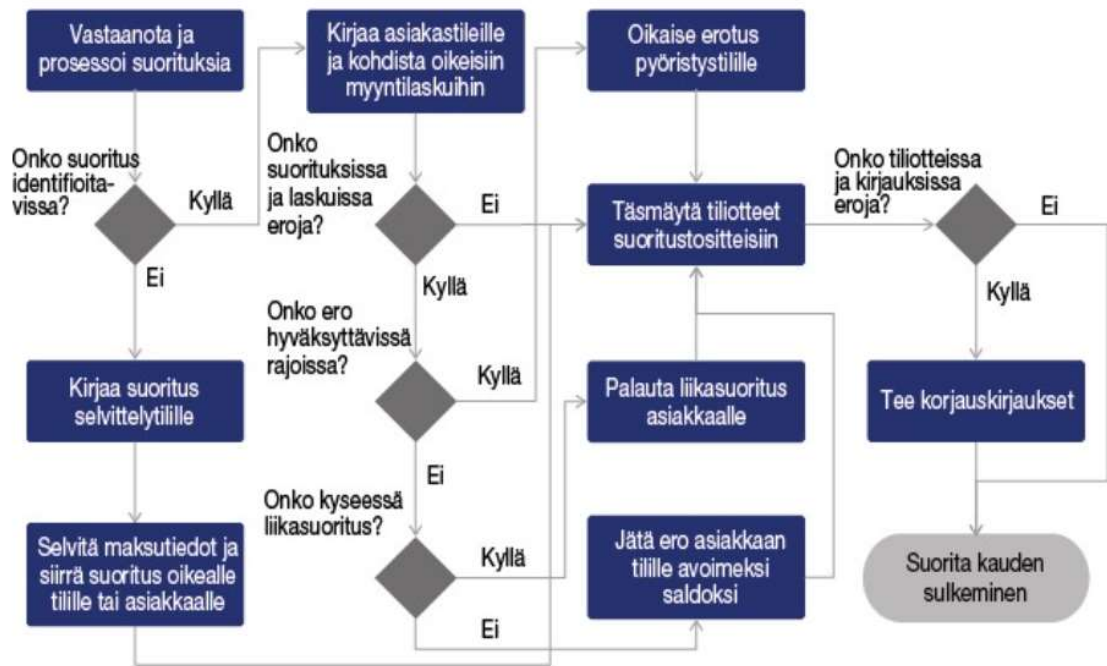 Vastaanota ja
prosessoi suorituksia
Kirjaa asiakastileille
ja kohdista oikeisiin
myyntilaskuihin
Oikaise erotus
pyöristystilille
Onko suoritus
identifioita-
vissa?
Kyllä
Ei
Onko
suorituksissa
ja laskuissa
eroja?
Ei
Kyllä
Täsmäytä tiliotteet
suoritustositteisiin
Onko tiliotteissa
ja kirjauksissa
eroja?
Ei
Kyllä
Onko ero
hyväksyttävissä
rajoissa?
Kyllä
Ei
Kirjaa suoritus
selvittelytilille
Palauta liikasuoritus
asiakkaalle
Tee korjauskirjaukset
Onko kyseessä
liikasuoritus?
Kyllä
Ei
Selvitä maksutiedot ja
siirrä suoritus oikealle
tilille tai asiakkaalle
Jätä ero asiakkaan
tilille avoimeksi
saldoksi
Suorita kauden
sulkeminen